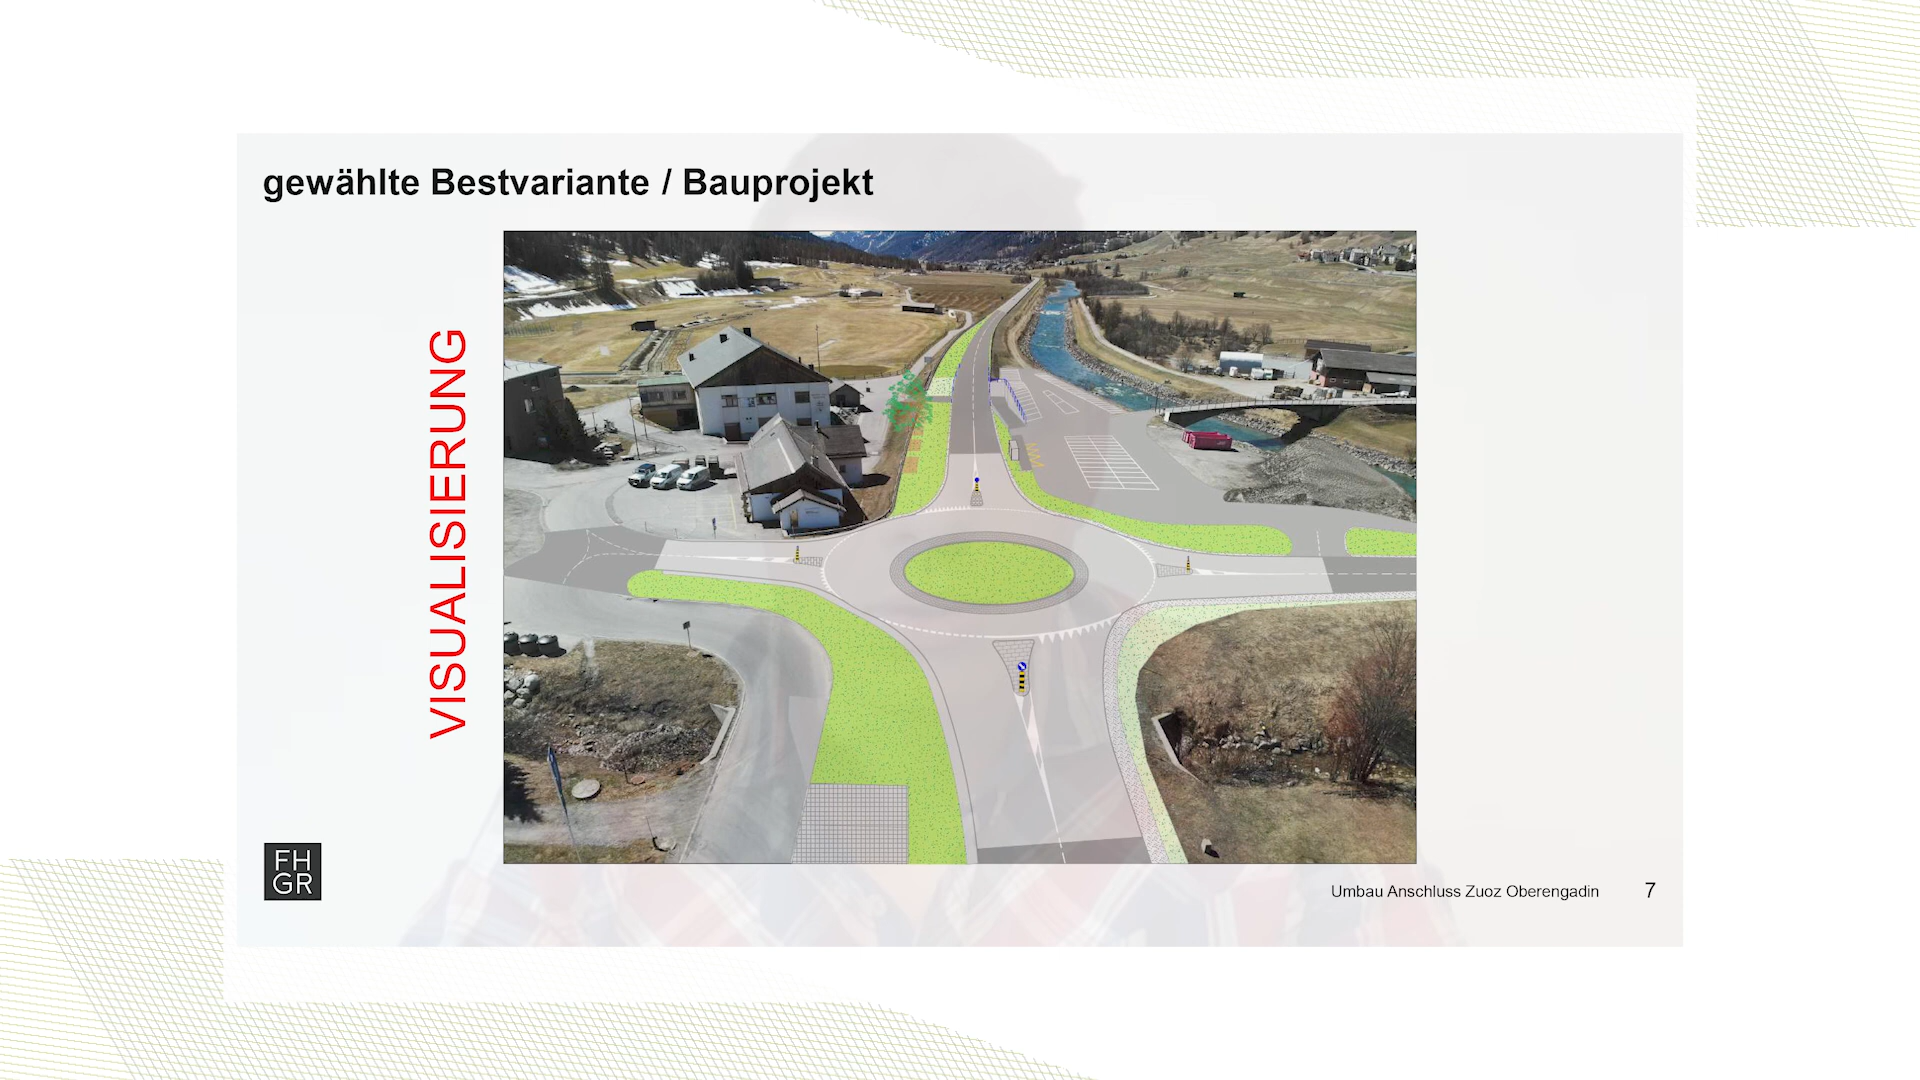 gewählte Bestvariante / Bauprojekt
VISUALISIERUNG
FH
GR
Umbau Anschluss Zuoz Oberengadin
7